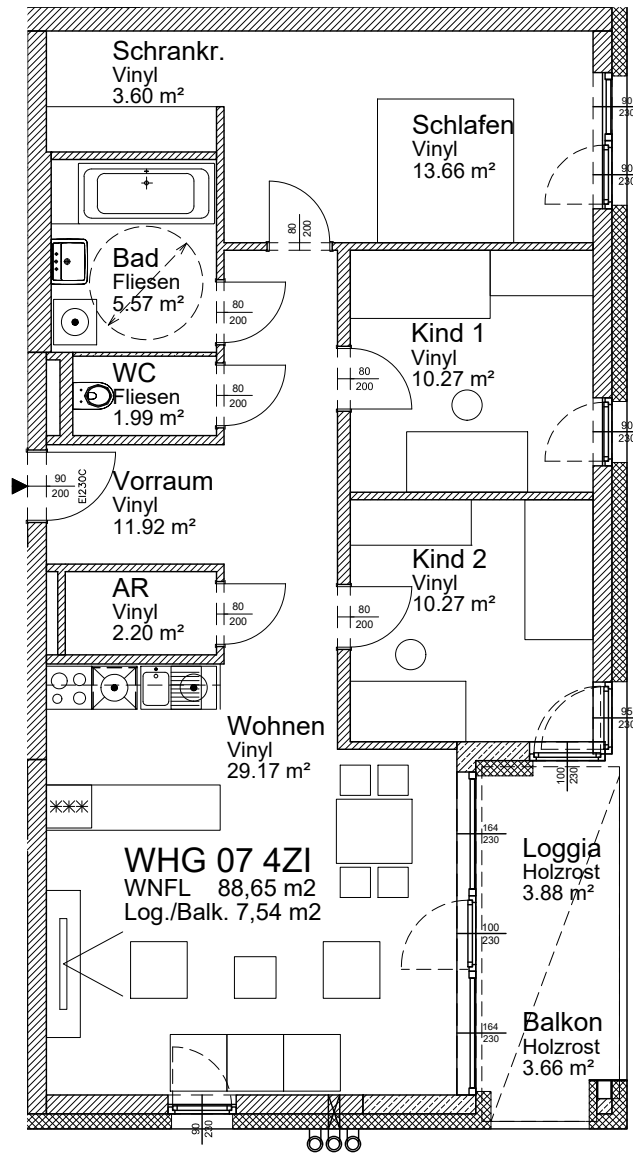 Schrankr.
Vinyl
3.60 m²
Schlafen
Vinyl
13.66 m²
90
230
90
230
80
200
Bad
Fliesen
5.57 m²
80
200
Kind 1
Vinyl
10.27 m²
WC
Fliesen
1.99 m²
80
200
80
200
90
230
Vorraum
Vinyl
11.92 m²
90
200
EI230C
AR
Vinyl
2.20 m²
80
200
Kind 2
Vinyl
10.27 m²
80
200
Wohnen
Vinyl
29.17 m²
95
230
100
230
WHG 07 4ZI
WNFL 88,65 m2
Log./Balk. 7,54 m2
164
230
Loggia
Holzrost
3.88 m²
100
230
Balkon
Holzrost
3.66 m²
164
230
90
230